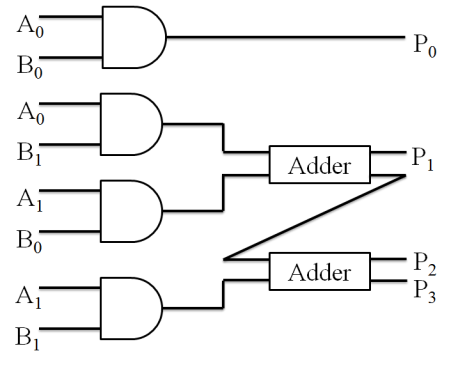 A₀
B₀
P₀
A₀
B₁
A₁
B₀
Adder
P₁
A₁
B₁
Adder
P₂
P₃